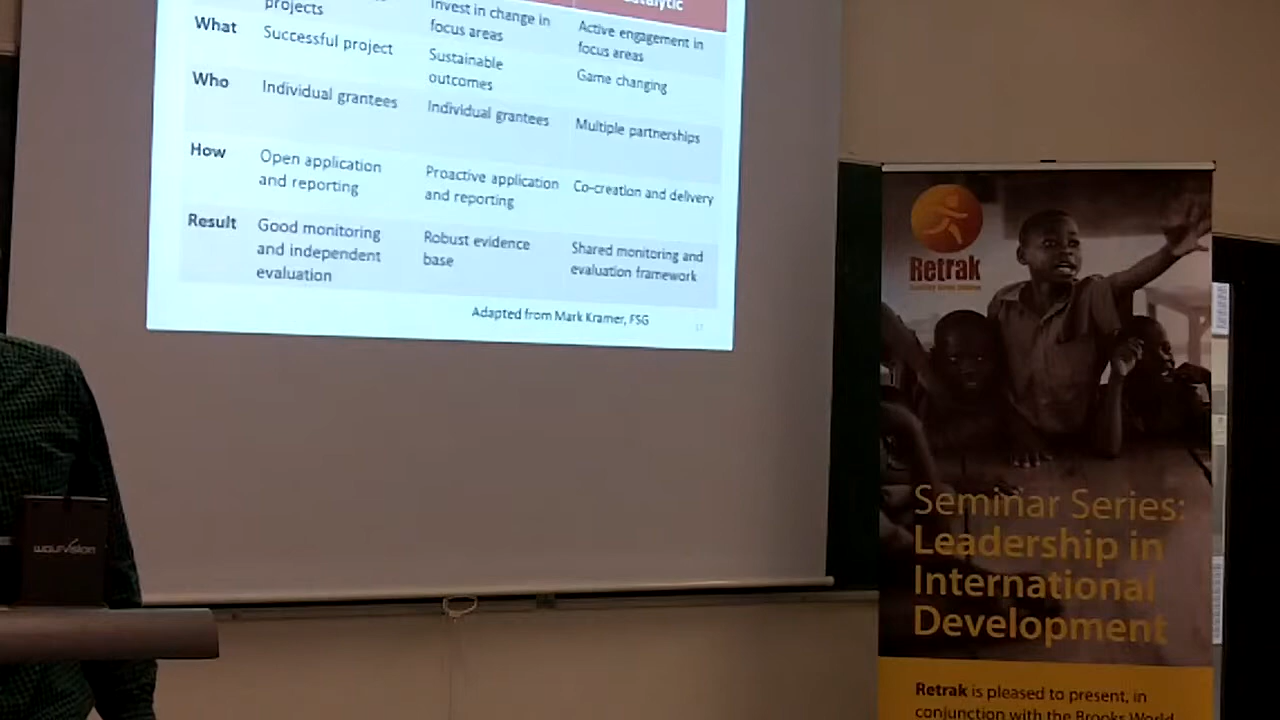 projects
Invest in change in
focus areas
Active engagement in
focus areas
What
Successful project
Sustainable
outcomes
Game changing
Who
Individual grantees
Individual grantees
Multiple partnerships
How
Open application
and reporting
Proactive application
and reporting
Co-creation and delivery
Result
Good monitoring
and independent
evaluation
Robust evidence
base
Shared monitoring and
evaluation framework
Adapted from Mark Kramer, FSG
wolfvision
Retrak
Seminar Series:
Leadership in
International
Development
Retrak is pleased to present, in
conjunction with the Brooks World